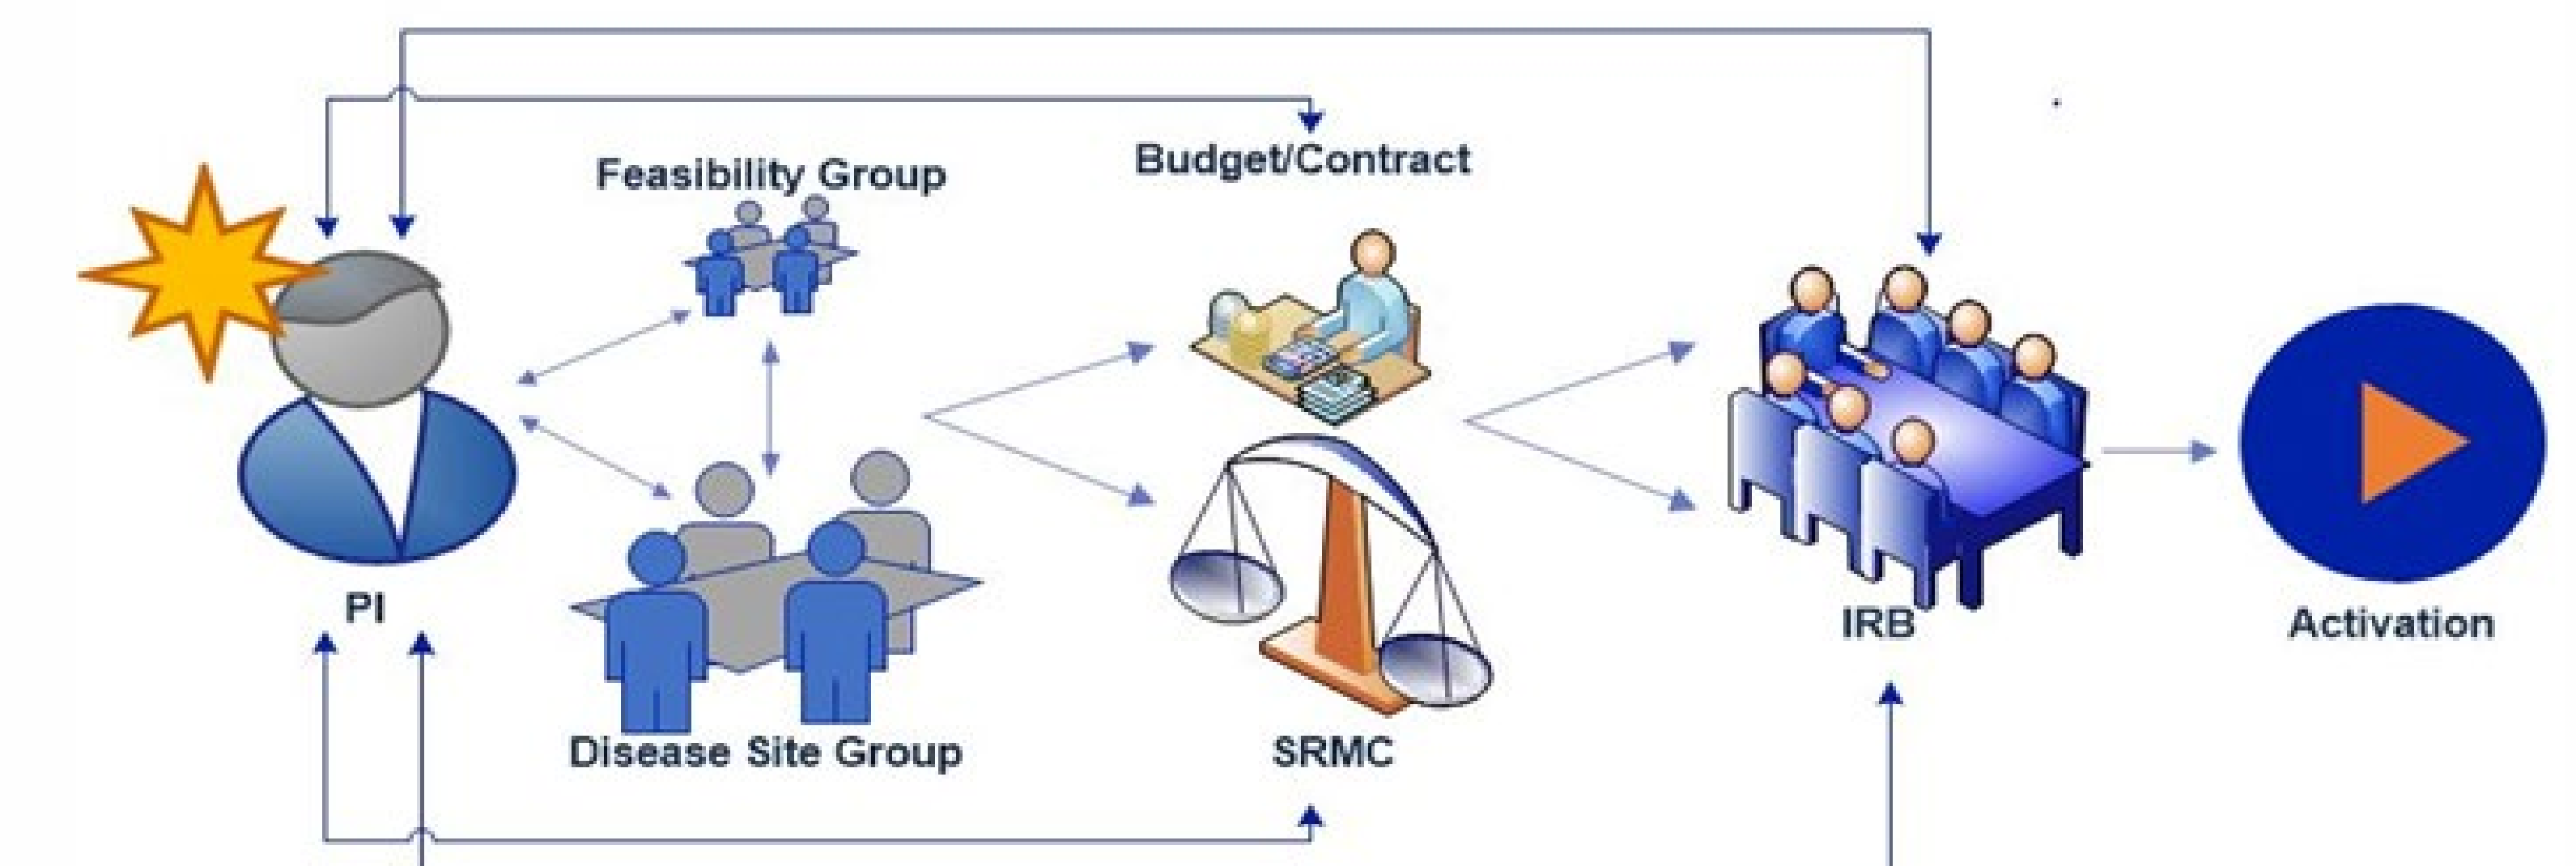 Feasibility Group
Budget/Contract
PI
IRB
Activation
Disease Site Group
SRMC